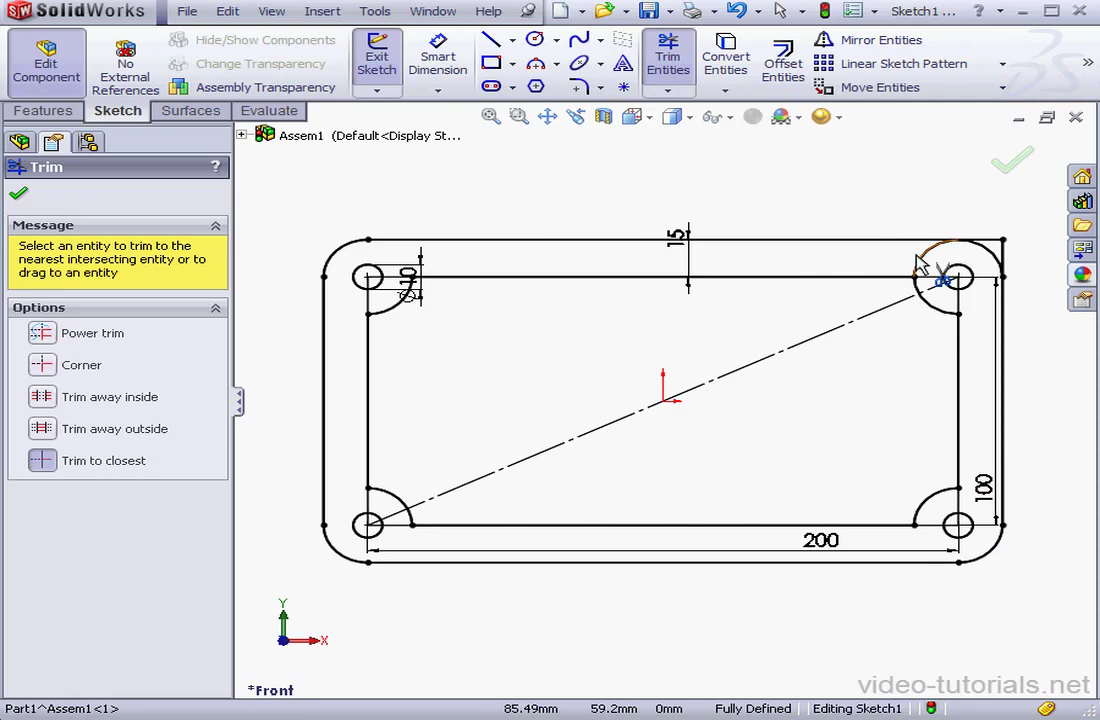 SolidWorks File Edit View Insert Tools Window Help Sketch1 ... ?
Edit Component
No External References
Hide/Show Components
Change Transparency
Assembly Transparency
Exit Sketch
Smart Dimension
Trim Entities
Convert Entities
Offset Entities
Mirror Entities
Linear Sketch Pattern
Move Entities
Features Sketch Surfaces Evaluate
Assem1 (Default<Display St...
Trim ?
Message
Select an entity to trim to the
nearest intersecting entity or to
drag to an entity
Options
Power trim
Corner
Trim away inside
Trim away outside
Trim to closest
15
⌀10
100
200
Y
X
*Front
video-tutorials.net
Part1^Assem1<1> 85.49mm 59.2mm 0mm Fully Defined Editing Sketch1